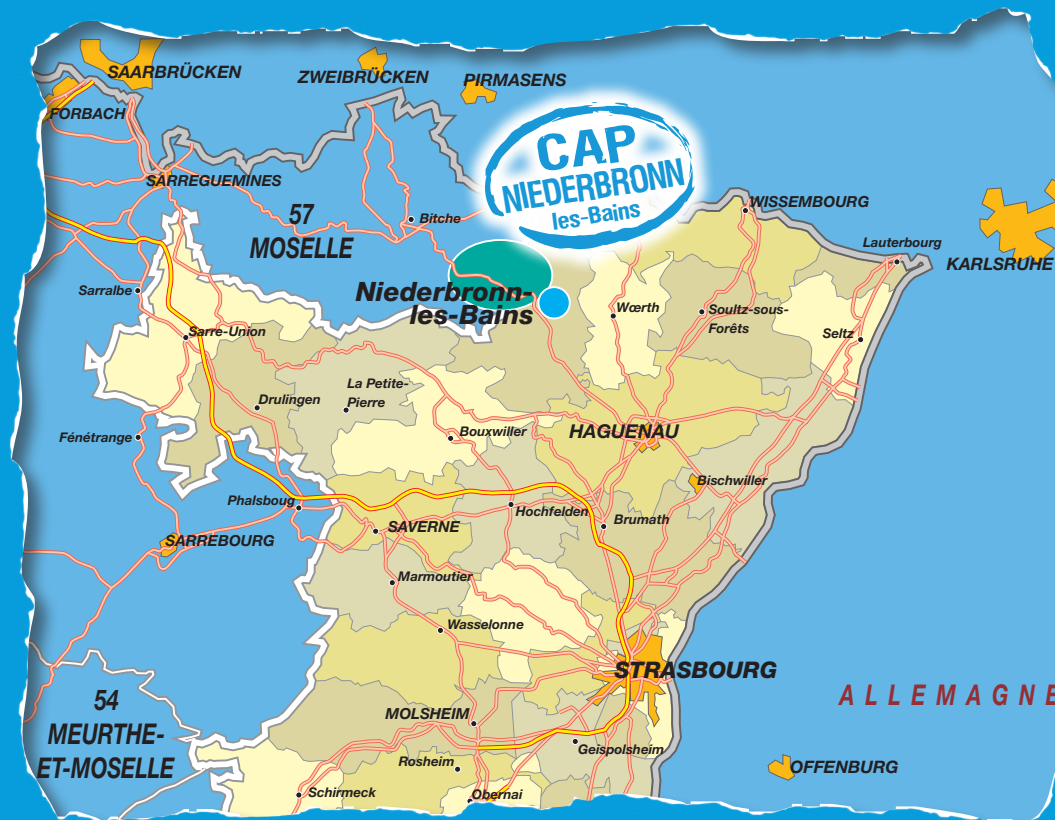 SAARBRÜCKEN
ZWEIBRÜCKEN
PIRMASENS
FORBACH
CAP
NIEDERBRONN
les-Bains
SARREGUEMINES
WISSEMBOURG
57
MOSELLE
Bitche
Lauterbourg
KARLSRUHE
Sarralbe
Niederbronn-
les-Bains
Wœrth
Soultz-sous-
Forêts
Seltz
Sarre-Union
La Petite-
Pierre
Drulingen
Fénétrange
Bouxwiller
HAGUENAU
Bischwiller
Phalsboug
Hochfelden
Brumath
SAVERNE
SARREBOURG
Marmoutier
Wasselonne
STRASBOURG
ALLEMAGNE
54
MEURTHE-
ET-MOSELLE
MOLSHEIM
Geispolsheim
Rosheim
OFFENBURG
Schirmeck
Obernai